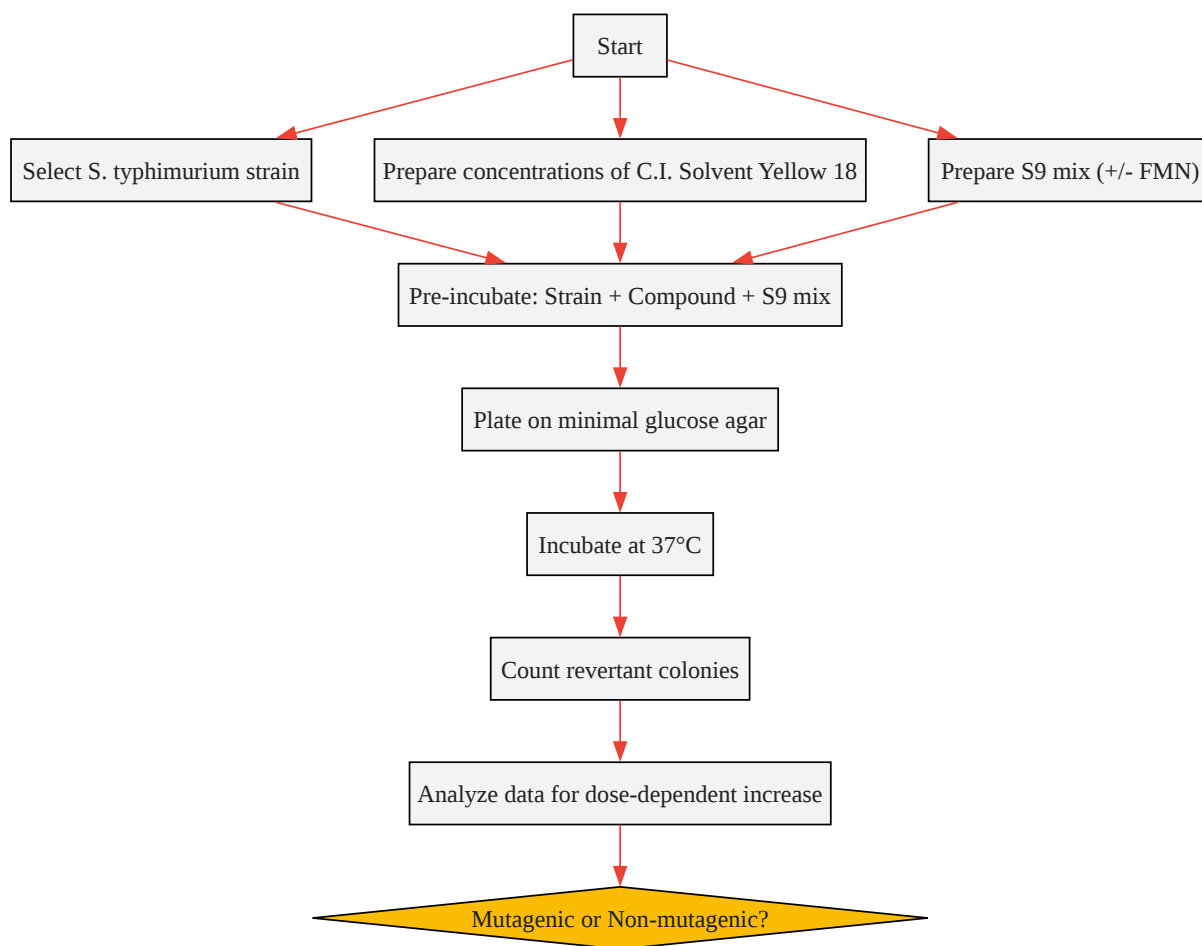 Start
Select S. typhimurium strain
Prepare concentrations of C.I. Solvent Yellow 18
Prepare S9 mix (+/- FMN)
Pre-incubate: Strain + Compound + S9 mix
Plate on minimal glucose agar
Incubate at 37°C
Count revertant colonies
Analyze data for dose-dependent increase
Mutagenic or Non-mutagenic?